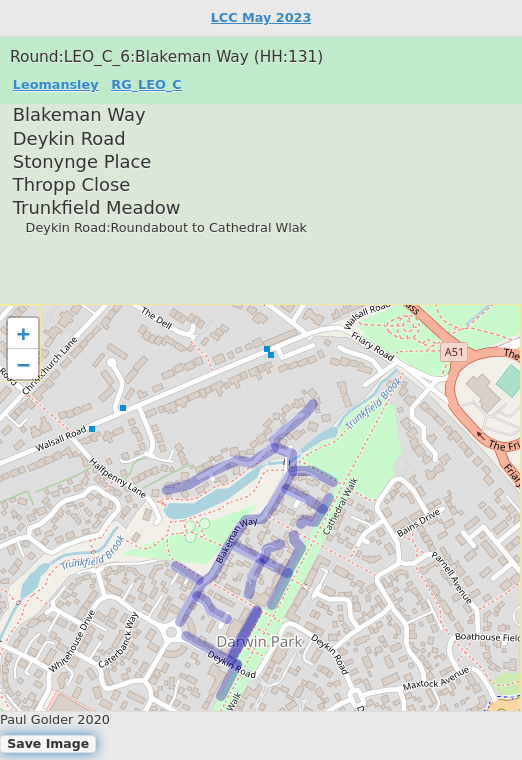 LCC May 2023
Round:LEO_C_6:Blakeman Way (HH:131)
Leomansley RG_LEO_C
Blakeman Way
Deykin Road
Stonynge Place
Thropp Close
Trunkfield Meadow
Deykin Road:Roundabout to Cathedral Wlak
+
−
The Dell
Walsall Road
Friary Road
A51
The
Christchurch Lane
Road
Trunkfield Brook
Walsall Road
Halfpenny Lane
The Fri
Friary
Cathedral Walk
Bains Drive
Blakeman Way
Trunkfield Brook
Parnell Avenue
Whitehouse Drive
Caterbanck Way
Darwin Park
Deykin Road
Boathouse Field
Deykin Road
Maxtock Avenue
Walk
Paul Golder 2020
Save Image